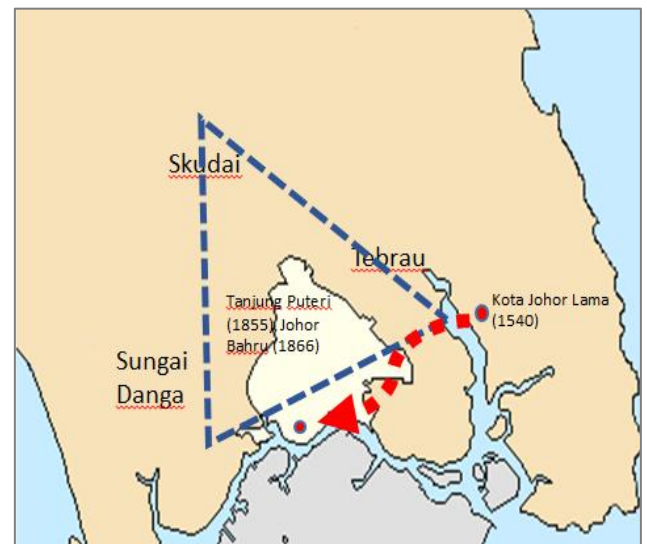 Skudai
Tebrau
Tanjung Puteri
(1855) Johor
Bahru (1866)
Kota Johor Lama
(1540)
Sungai
Danga